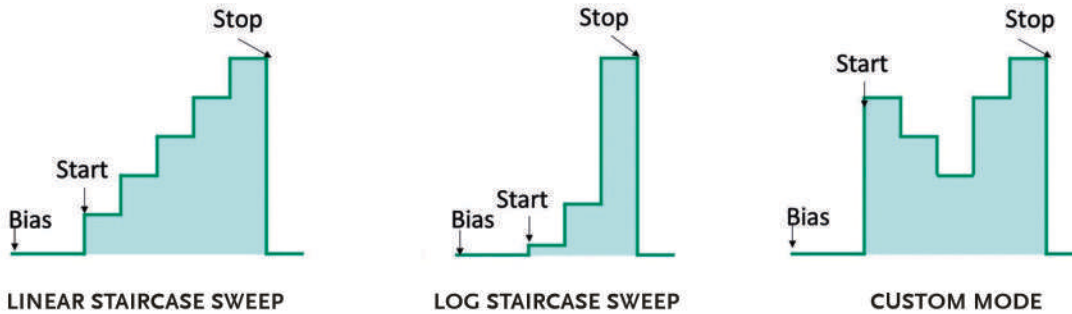 Stop
Start
Bias
LINEAR STAIRCASE SWEEP
Stop
Start
Bias
LOG STAIRCASE SWEEP
Stop
Start
Bias
CUSTOM MODE